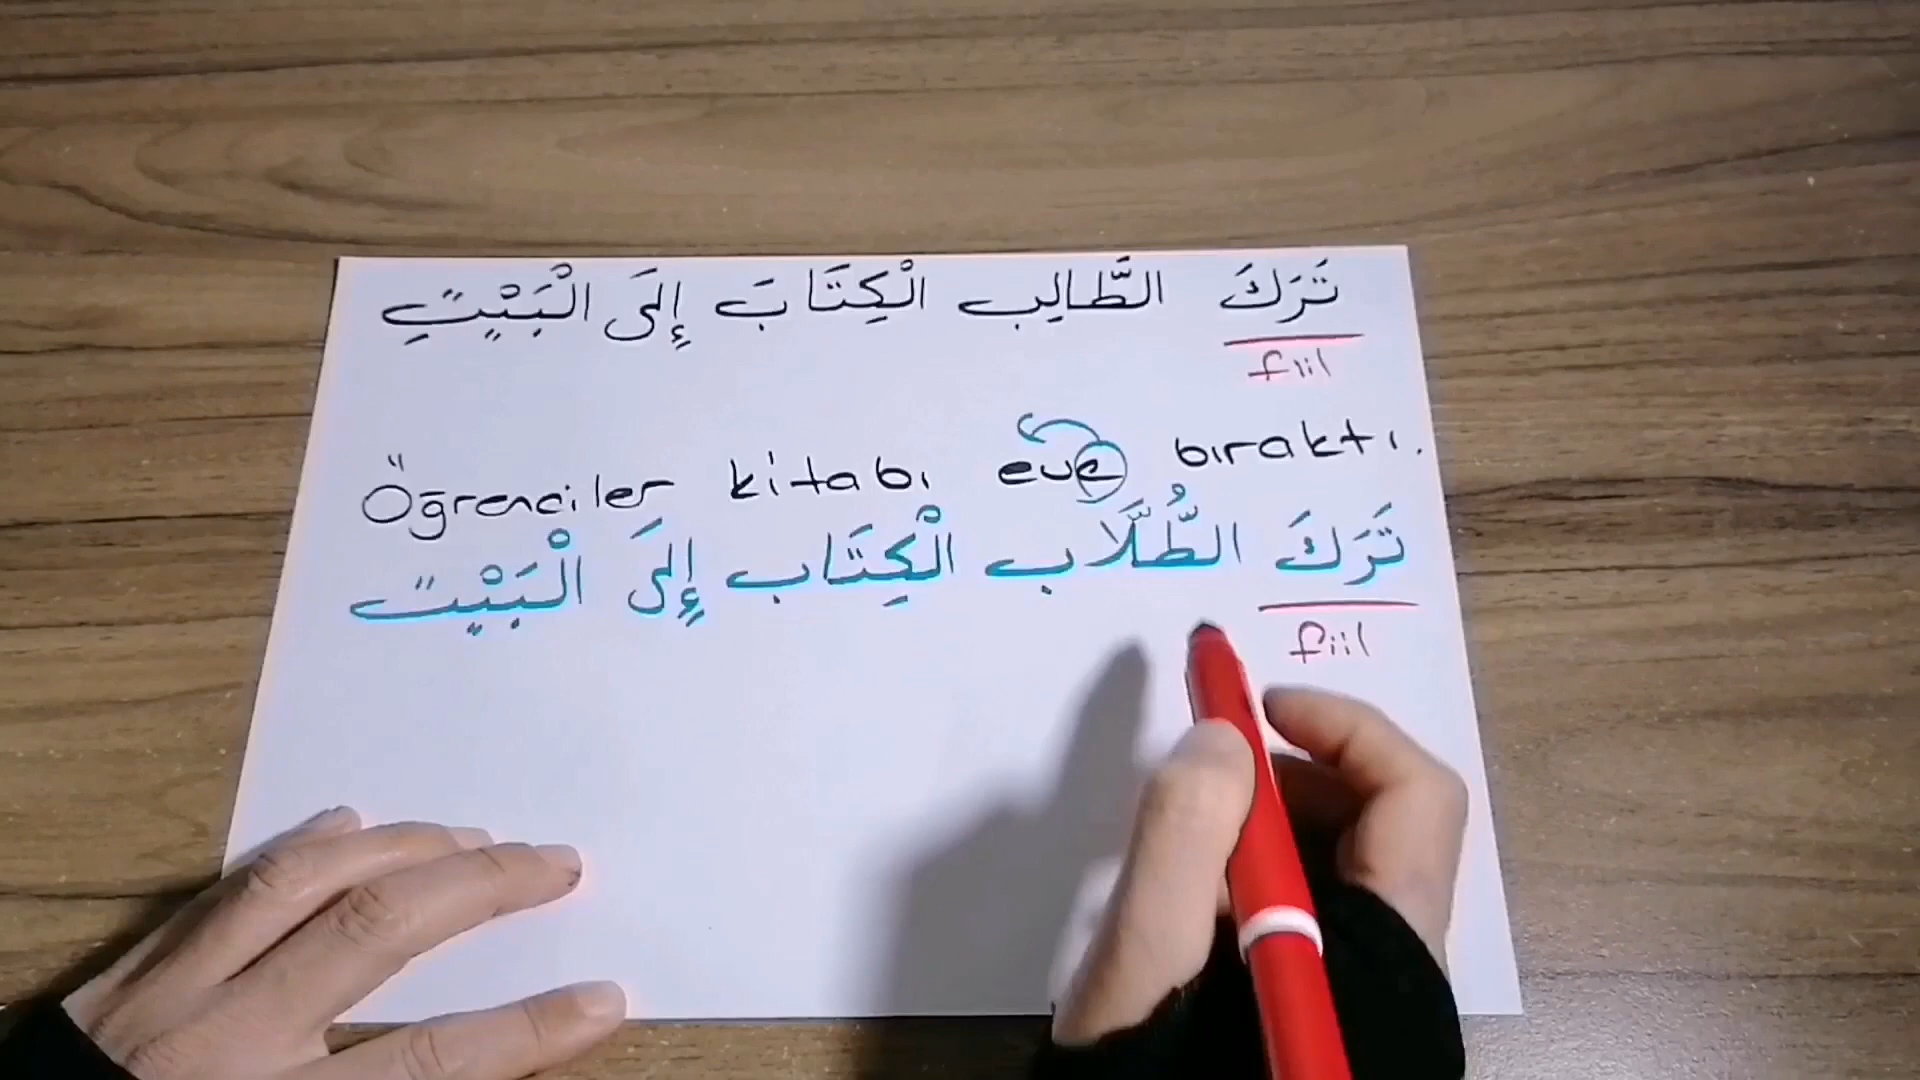 تَرَكَ الطَّالِب الْكِتَابَ إِلَى الْبَيْتِ
fiil
Öğrenciler kitabı eve bıraktı.
تَرَكَ الطُّلَّاب الْكِتَاب إِلَى الْبَيْت
fiil